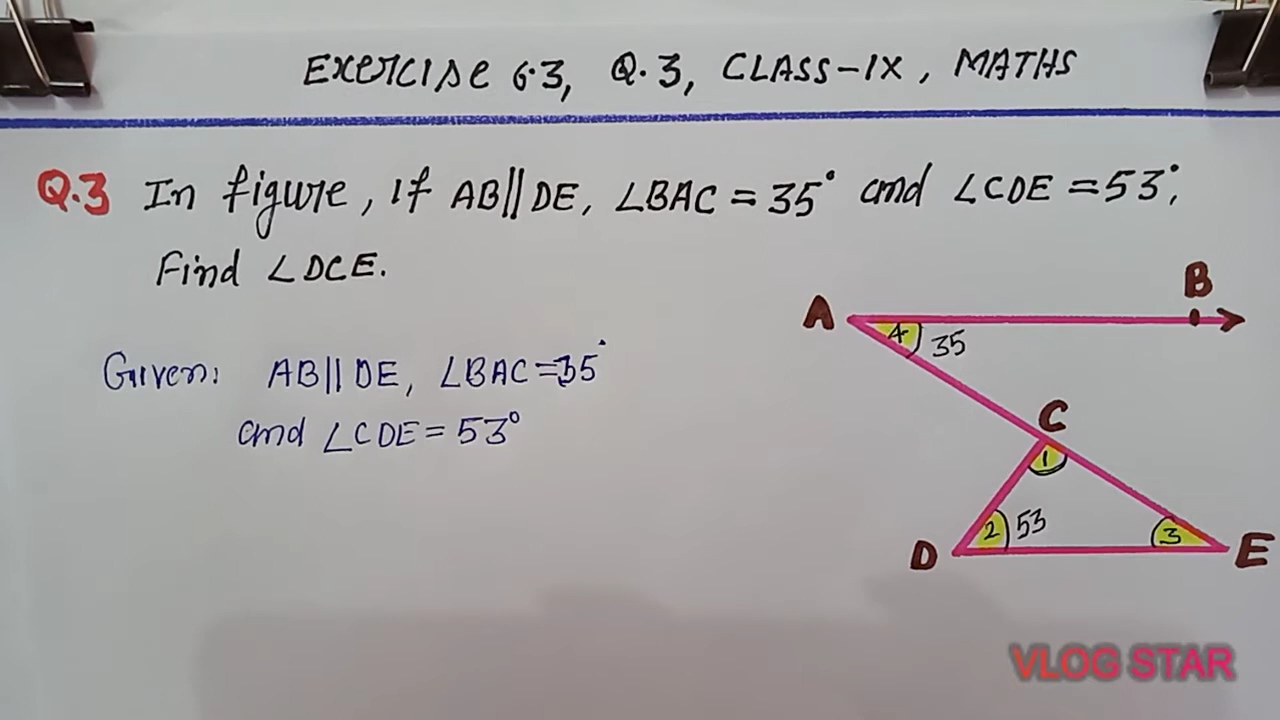 EXERCISE 6.3, Q.3, CLASS-IX, MATHS
Q.3 In figure, If AB||DE, ∠BAC = 35° and ∠CDE = 53°,
Find ∠DCE.
Given: AB||DE, ∠BAC = 35°
and ∠CDE = 53°
B
A
4
35
C
1
2
53
3
D
E
VLOG STAR